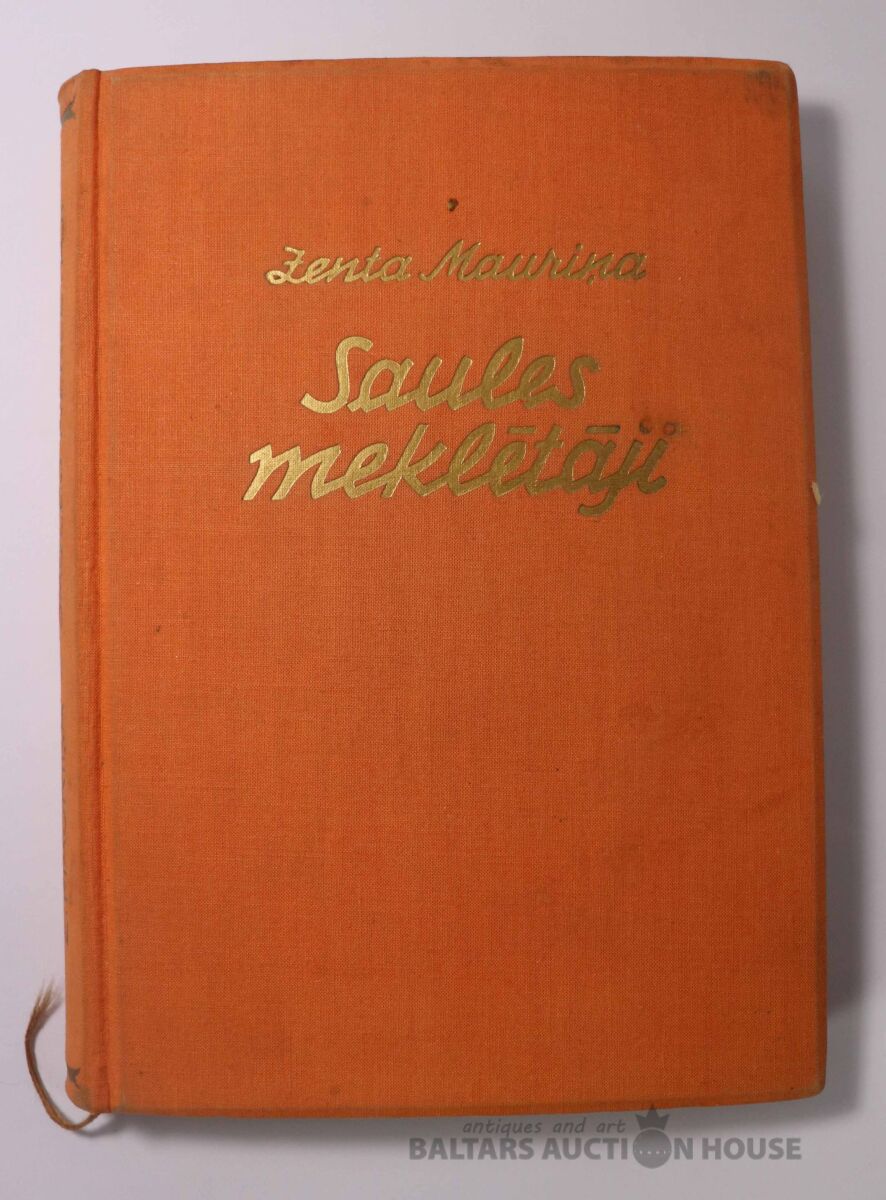 Zenta Mauriņa
Saules
meklētāji
antiques and art
BALTARS AUCTION HOUSE